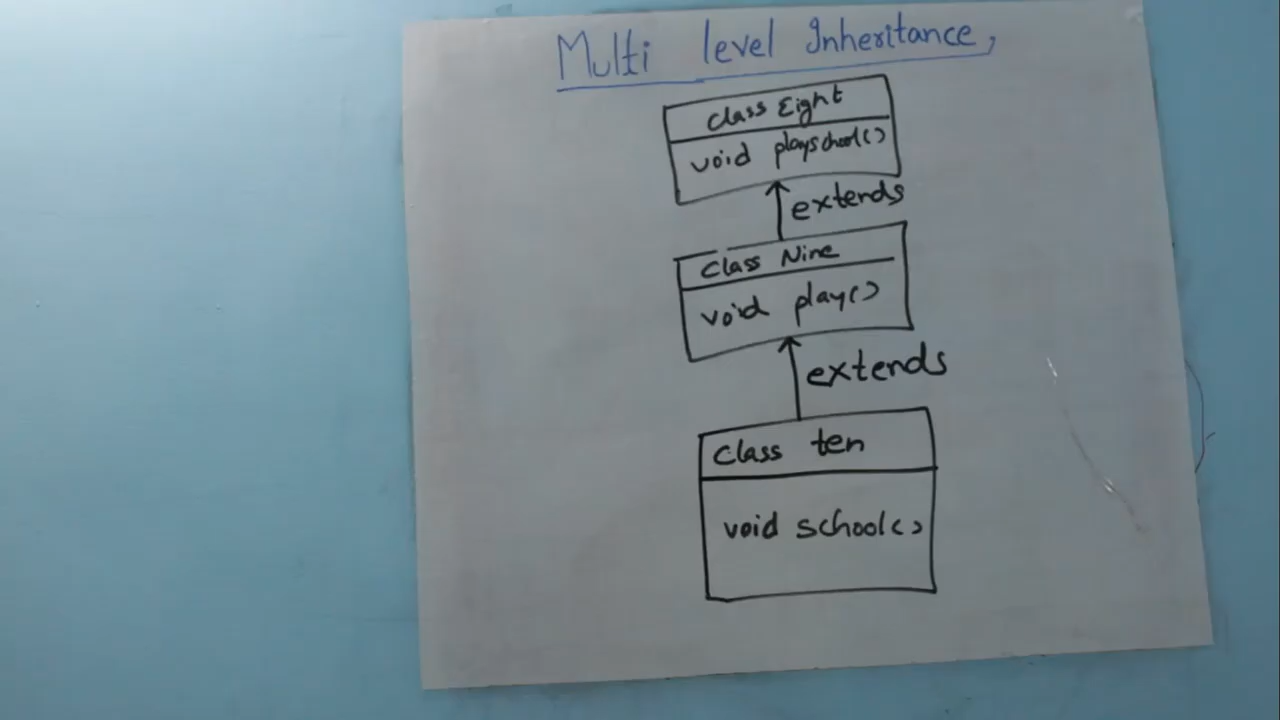 Multi level Inheritance,
class Eight
void playschool()
extends
Class Nine
void play()
extends
Class ten
void school()